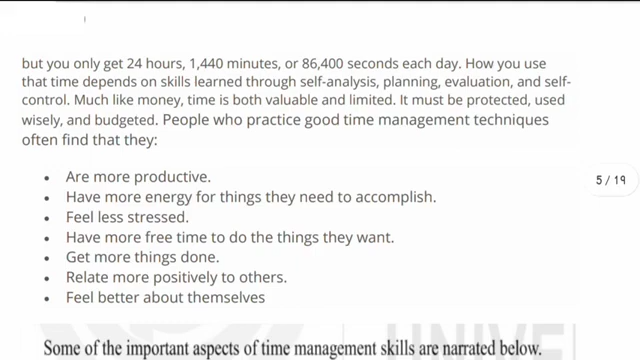 but you only get 24 hours, 1,440 minutes, or 86,400 seconds each day. How you use
that time depends on skills learned through self-analysis, planning, evaluation, and self-
control. Much like money, time is both valuable and limited. It must be protected, used
wisely, and budgeted. People who practice good time management techniques
often find that they:
• Are more productive.
• Have more energy for things they need to accomplish.
5 / 19
• Feel less stressed.
• Have more free time to do the things they want.
• Get more things done.
• Relate more positively to others.
• Feel better about themselves
UNIVE
Some of the important aspects of time management skills are narrated below.